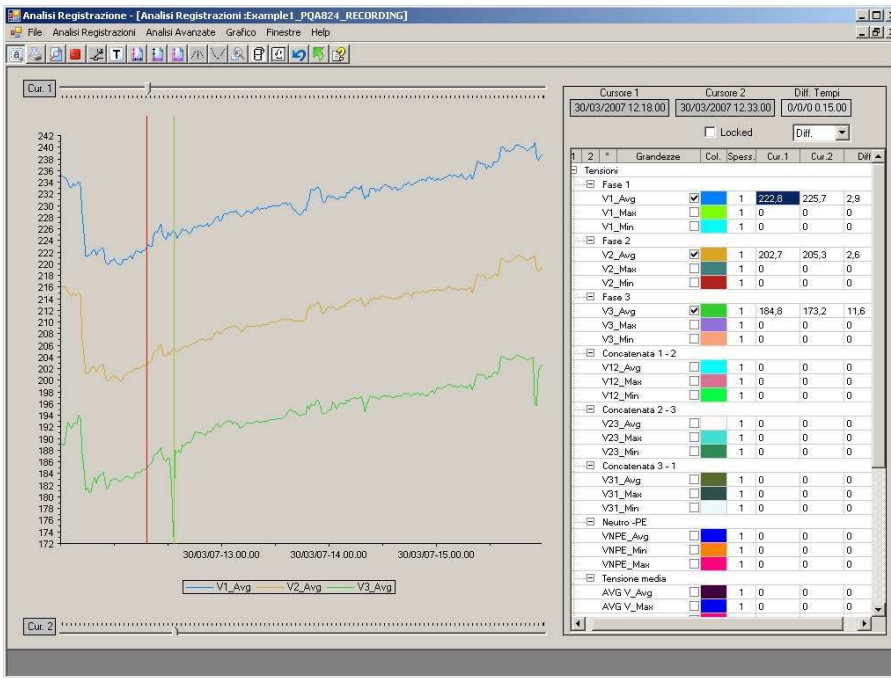 Analisi Registrazione - [Analisi Registrazioni :Example1_PQA824_RECORDING]
File Analisi Registrazioni Analisi Avanzate Grafico Finestre Help
Cur. 1
242
240
238
236
234
232
230
228
226
224
222
220
218
216
214
212
210
208
206
204
202
200
198
196
194
192
190
188
186
184
182
180
178
176
174
172
30/03/07-13.00.00 30/03/07-14.00.00 30/03/07-15.00.00
V1_Avg V2_Avg V3_Avg
Cur. 2
Cursore 1 Cursore 2 Diff. Tempi
30/03/2007 12.18.00 30/03/2007 12.33.00 0/0/0 0.15.00
Locked Diff.
1 2 * Grandezze Col. Spess. Cur.1 Cur.2 Diff
Tensioni
Fase 1
V1_Avg 1 222,8 225,7 2,9
V1_Max 1 0 0 0
V1_Min 1 0 0 0
Fase 2
V2_Avg 1 202,7 205,3 2,6
V2_Max 1 0 0 0
V2_Min 1 0 0 0
Fase 3
V3_Avg 1 184,8 173,2 11,6
V3_Max 1 0 0 0
V3_Min 1 0 0 0
Concatenata 1 - 2
V12_Avg 1 0 0 0
V12_Max 1 0 0 0
V12_Min 1 0 0 0
Concatenata 2 - 3
V23_Avg 1 0 0 0
V23_Max 1 0 0 0
V23_Min 1 0 0 0
Concatenata 3 - 1
V31_Avg 1 0 0 0
V31_Max 1 0 0 0
V31_Min 1 0 0 0
Neutro -PE
VNPE_Avg 1 0 0 0
VNPE_Min 1 0 0 0
VNPE_Max 1 0 0 0
Tensione media
AVG V_Avg 1 0 0 0
AVG V_Max 1 0 0 0